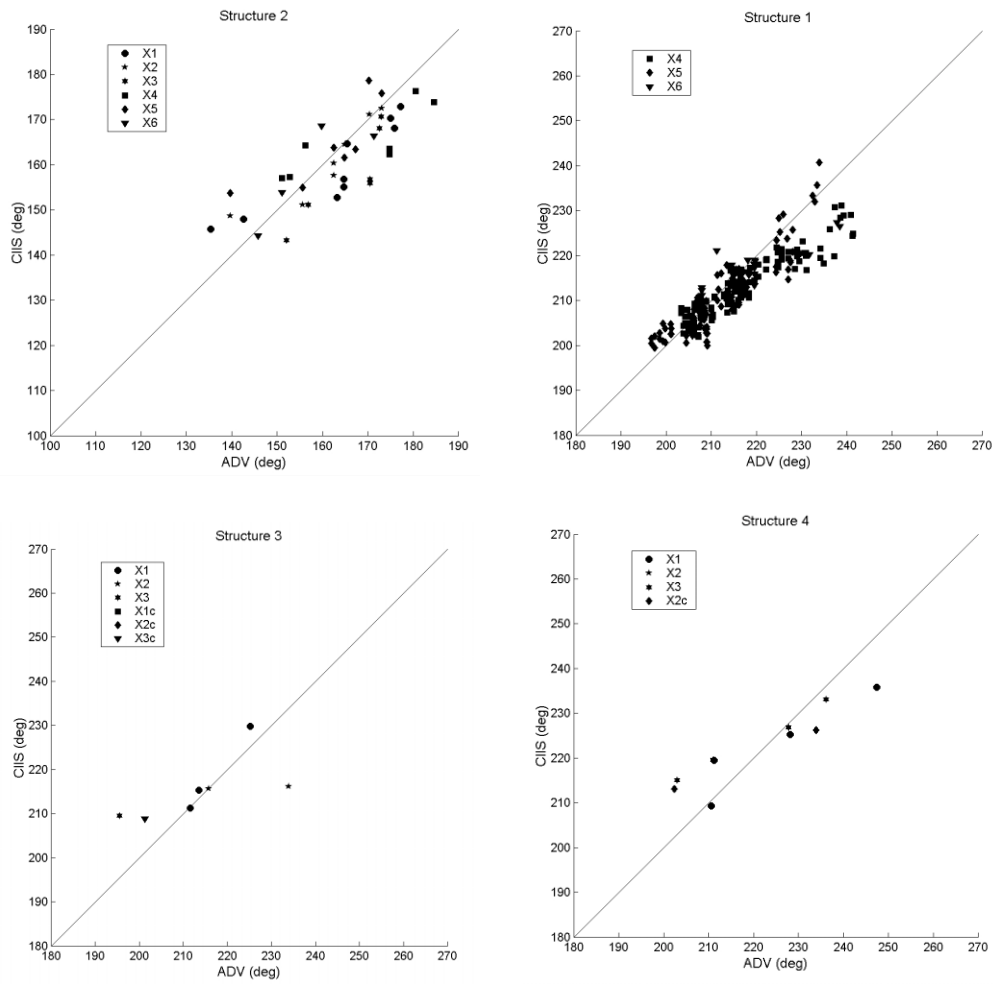 Structure 2
190
180
170
160
150
140
130
120
110
100
CIIS (deg)
X1
X2
X3
X4
X5
X6
100 110 120 130 140 150 160 170 180 190
ADV (deg)
Structure 1
270
260
250
240
230
220
210
200
190
180
CIIS (deg)
X4
X5
X6
180 190 200 210 220 230 240 250 260 270
ADV (deg)
Structure 3
270
260
250
240
230
220
210
200
190
180
CIIS (deg)
X1
X2
X3
X1c
X2c
X3c
180 190 200 210 220 230 240 250 260 270
ADV (deg)
Structure 4
270
260
250
240
230
220
210
200
190
180
CIIS (deg)
X1
X2
X3
X2c
180 190 200 210 220 230 240 250 260 270
ADV (deg)